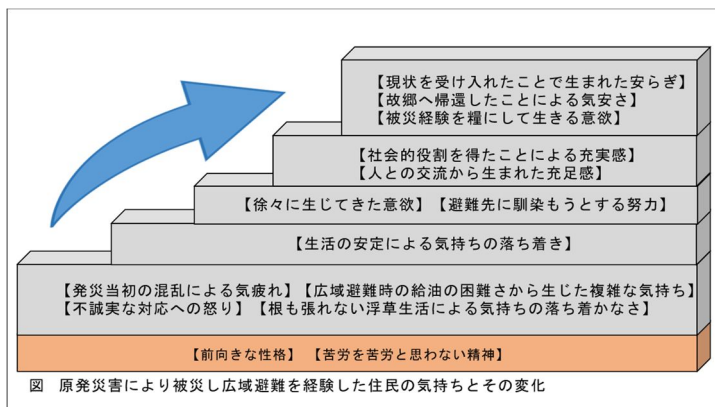 【現状を受け入れたことで生まれた安らぎ】
【故郷へ帰還したことによる気安さ】
【被災経験を糧にして生きる意欲】
【社会的役割を得たことによる充実感】
【人との交流から生まれた充足感】
【徐々に生じてきた意欲】【避難先に馴染もうとする努力】
【生活の安定による気持ちの落ち着き】
【発災当初の混乱による気疲れ】【広域避難時の給油の困難さから生じた複雑な気持ち】
【不誠実な対応への怒り】【根も張れない浮草生活による気持ちの落ち着かなさ】
【前向きな性格】【苦労を苦労と思わない精神】
図　原発災害により被災し広域避難を経験した住民の気持ちとその変化